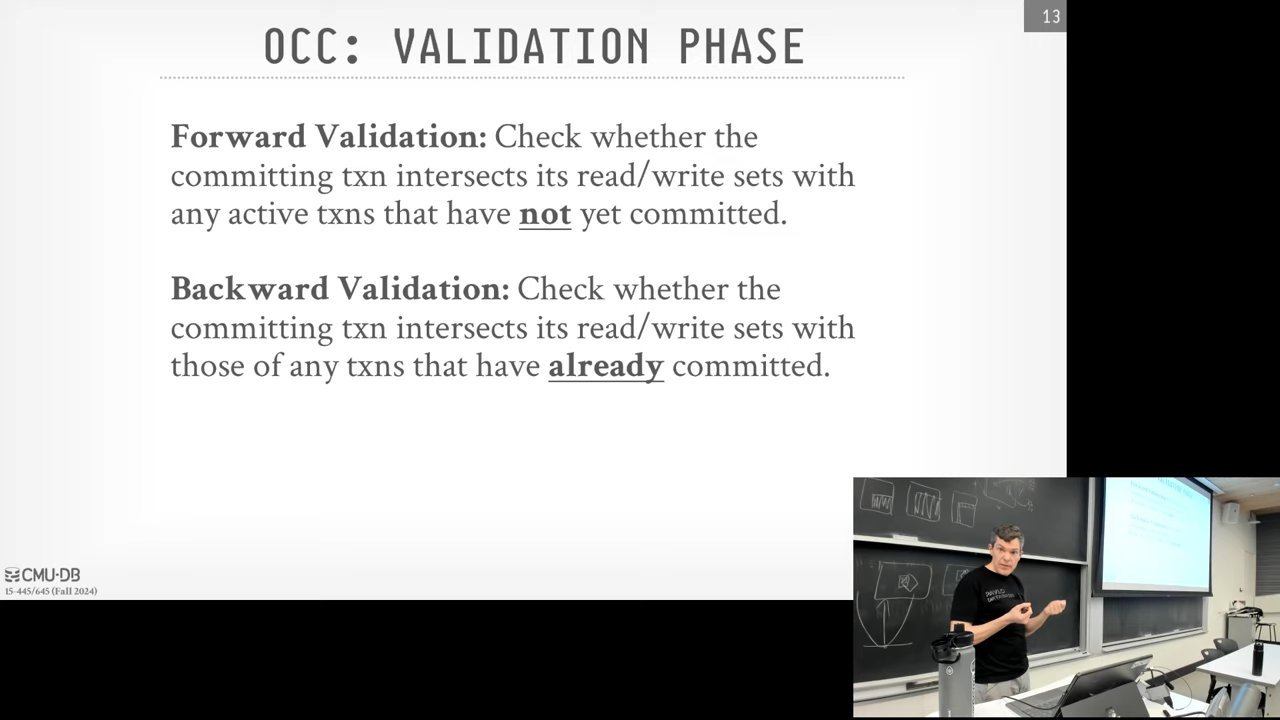 13
OCC: VALIDATION PHASE
Forward Validation: Check whether the
committing txn intersects its read/write sets with
any active txns that have not yet committed.
Backward Validation: Check whether the
committing txn intersects its read/write sets with
those of any txns that have already committed.
CMU·DB
15-445/645 (Fall 2024)